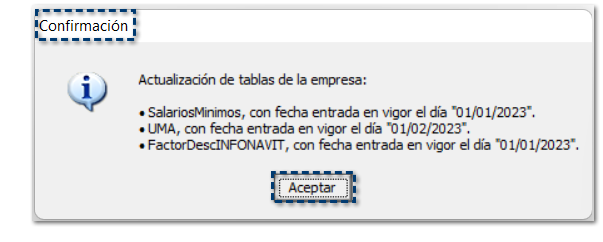 Confirmación
Actualización de tablas de la empresa:
• SalariosMinimos, con fecha entrada en vigor el día "01/01/2023".
• UMA, con fecha entrada en vigor el día "01/02/2023".
• FactorDescINFONAVIT, con fecha entrada en vigor el día "01/01/2023".
Aceptar